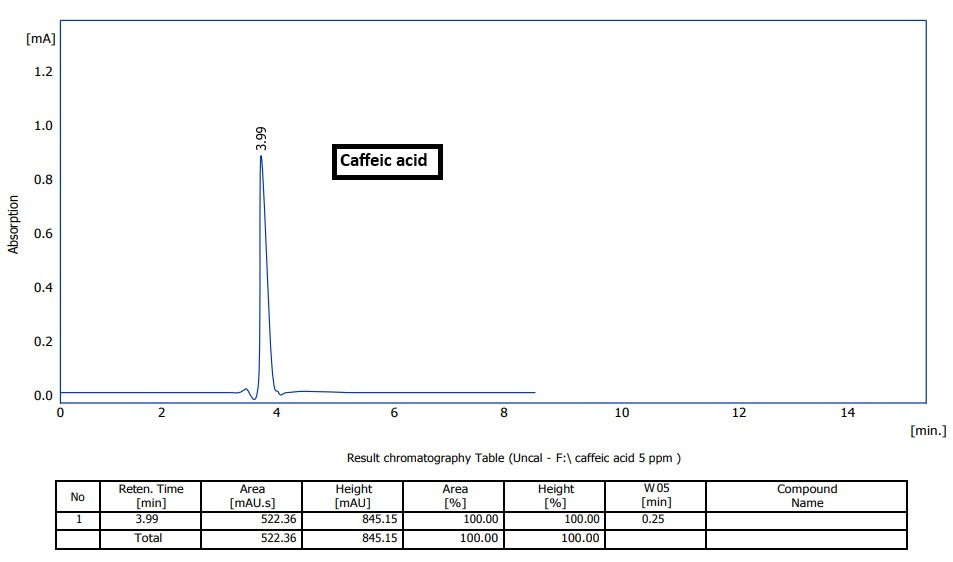 [mA]
1.2
1.0
0.8
0.6
0.4
0.2
0.0
Absorption
3.99
Caffeic acid
0 2 4 6 8 10 12 14
[min.]
Result chromatography Table (Uncal - F:\ caffeic acid 5 ppm )
No Reten. Time [min] Area [mAU.s] Height [mAU] Area [%] Height [%] W 05 [min] Compound Name
1 3.99 522.36 845.15 100.00 100.00 0.25
Total 522.36 845.15 100.00 100.00